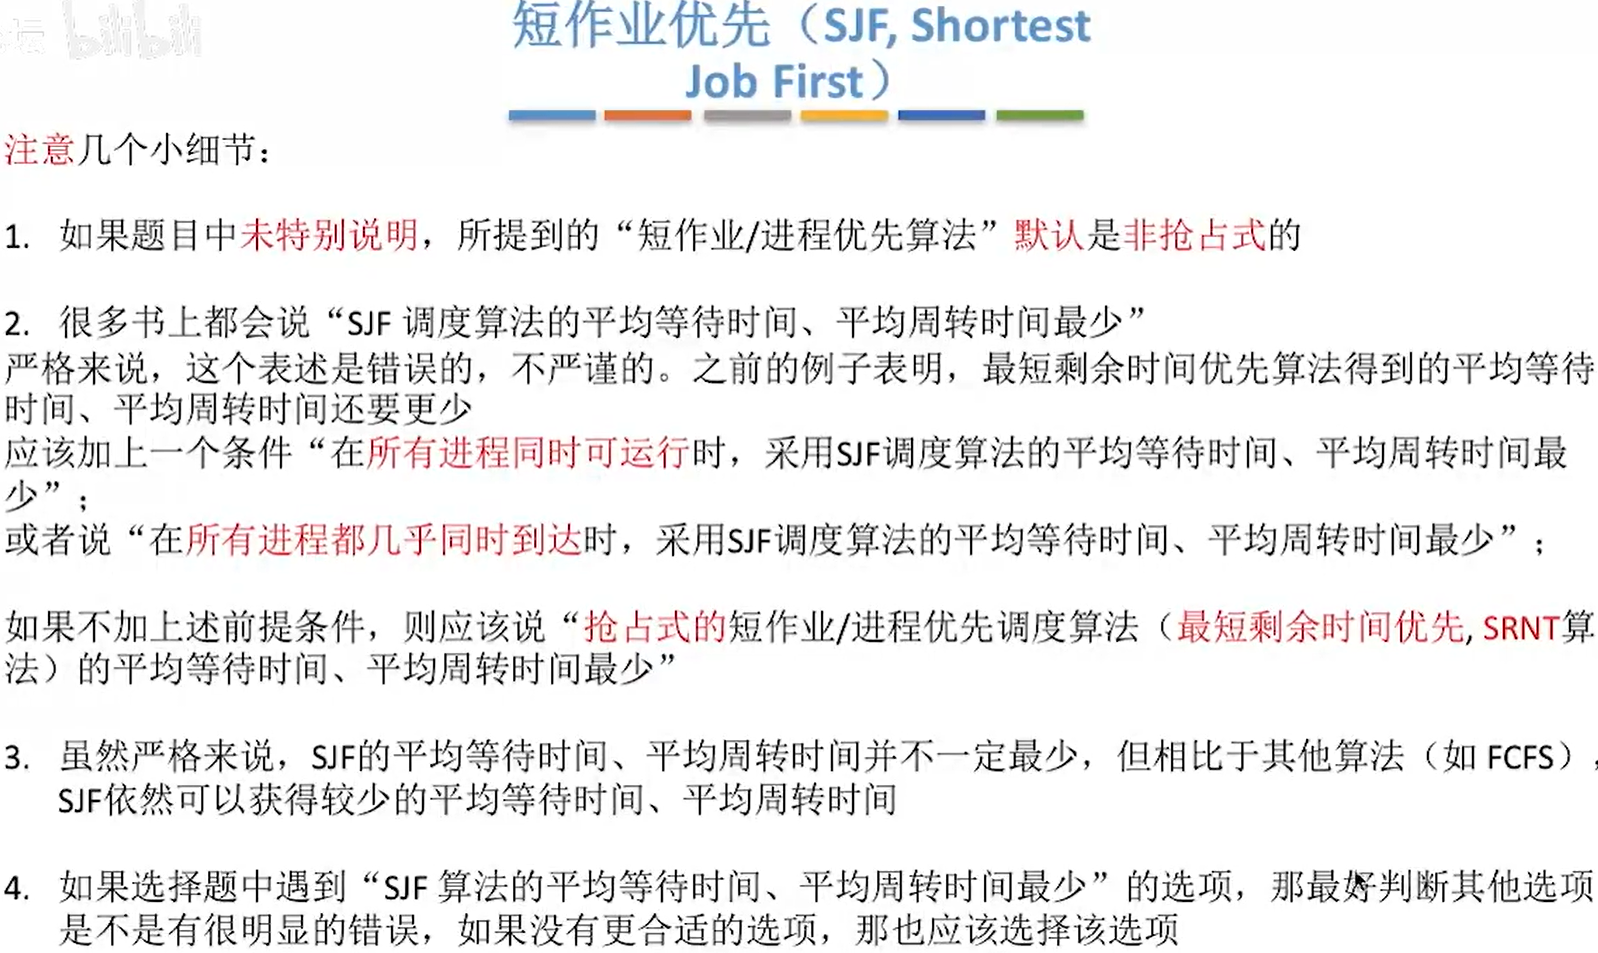 坛 bilibili
短作业优先（SJF, Shortest
Job First）
注意几个小细节：
1. 如果题目中未特别说明，所提到的“短作业/进程优先算法”默认是非抢占式的
2. 很多书上都会说“SJF 调度算法的平均等待时间、平均周转时间最少”
严格来说，这个表述是错误的，不严谨的。之前的例子表明，最短剩余时间优先算法得到的平均等待
时间、平均周转时间还要更少
应该加上一个条件“在所有进程同时可运行时，采用SJF调度算法的平均等待时间、平均周转时间最
少”；
或者说“在所有进程都几乎同时到达时，采用SJF调度算法的平均等待时间、平均周转时间最少”；
如果不加上述前提条件，则应该说“抢占式的短作业/进程优先调度算法（最短剩余时间优先, SRNT算
法）的平均等待时间、平均周转时间最少”
3. 虽然严格来说，SJF的平均等待时间、平均周转时间并不一定最少，但相比于其他算法（如 FCFS），
SJF依然可以获得较少的平均等待时间、平均周转时间
4. 如果选择题中遇到“SJF 算法的平均等待时间、平均周转时间最少”的选项，那最好判断其他选项
是不是有很明显的错误，如果没有更合适的选项，那也应该选择该选项